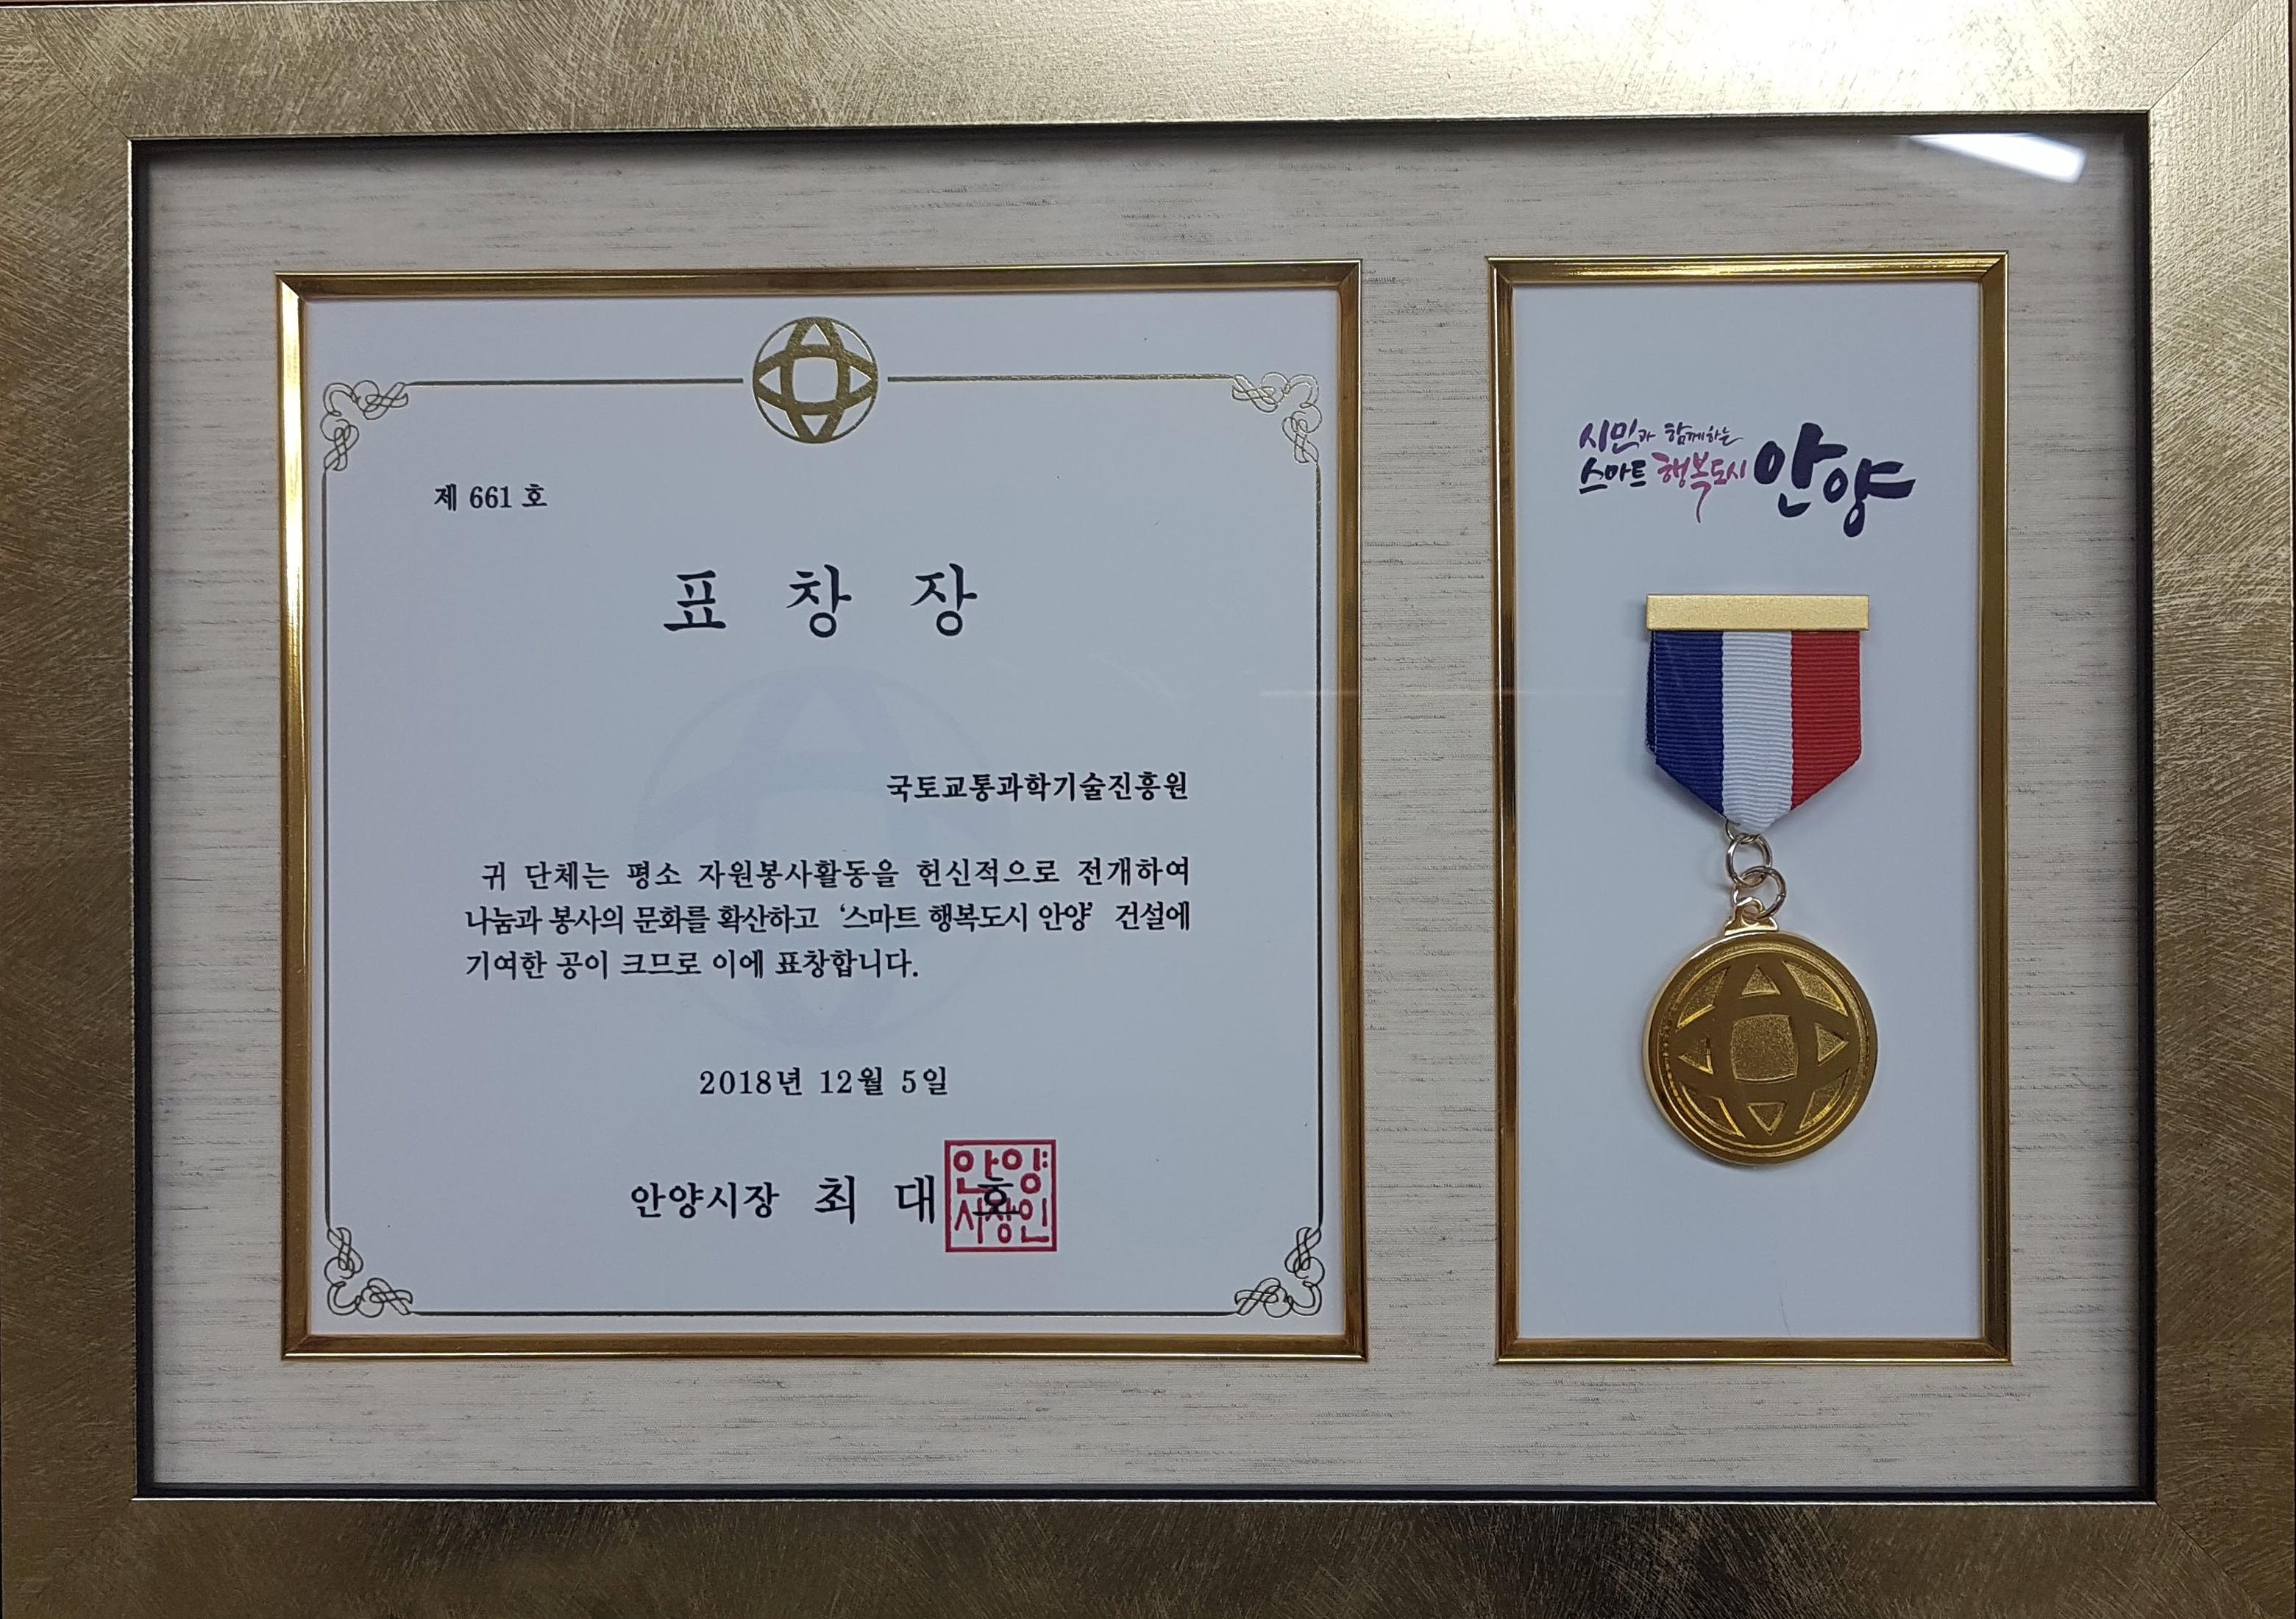 제 661 호
표 창 장
국토교통과학기술진흥원
귀 단체는 평소 자원봉사활동을 헌신적으로 전개하여
나눔과 봉사의 문화를 확산하고 '스마트 행복도시 안양' 건설에
기여한 공이 크므로 이에 표창합니다.
2018년 12월 5일
안양시장 최 대 호
안양
시장인
시민과 함께하는
스마트 행복도시 안양